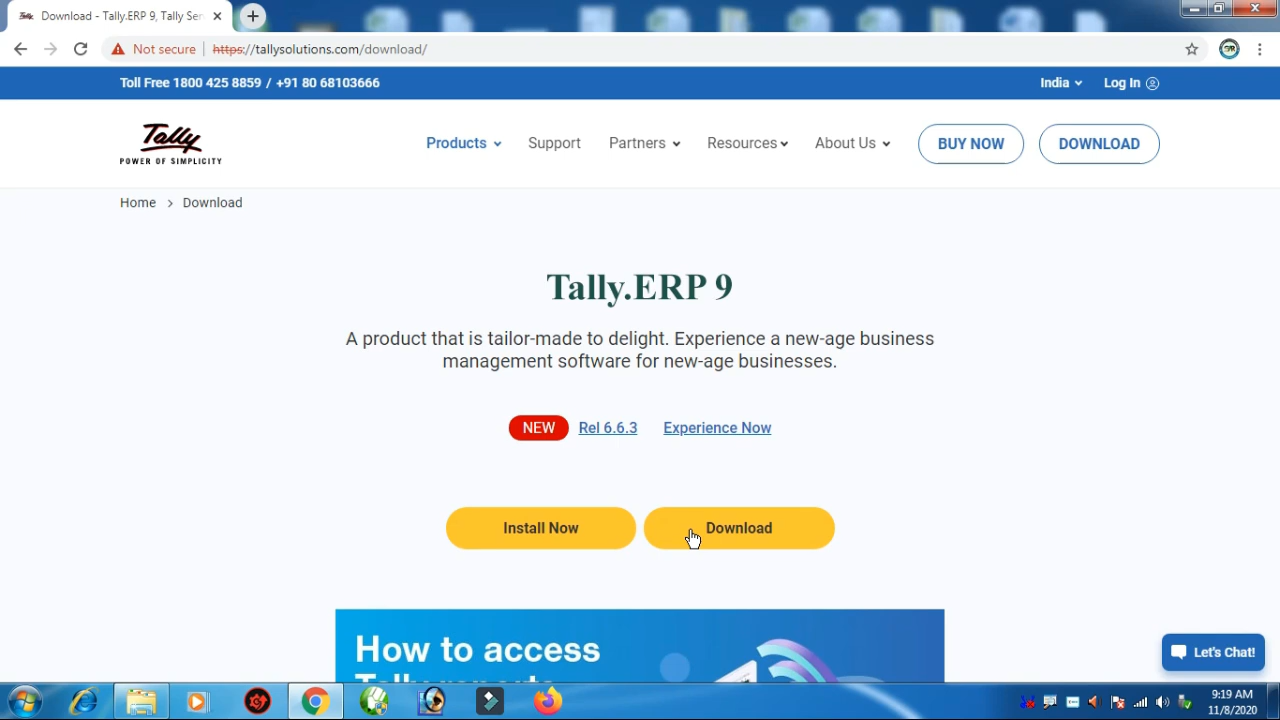 Download - Tally.ERP 9, Tally Ser
Not secure https://tallysolutions.com/download/
Toll Free 1800 425 8859 / +91 80 68103666 India Log In
Tally
POWER OF SIMPLICITY
Products Support Partners Resources About Us BUY NOW DOWNLOAD
Home > Download
Tally.ERP 9
A product that is tailor-made to delight. Experience a new-age business
management software for new-age businesses.
NEW Rel 6.6.3 Experience Now
Install Now Download
How to access
Tally reports
Let's Chat!
9:19 AM
11/8/2020